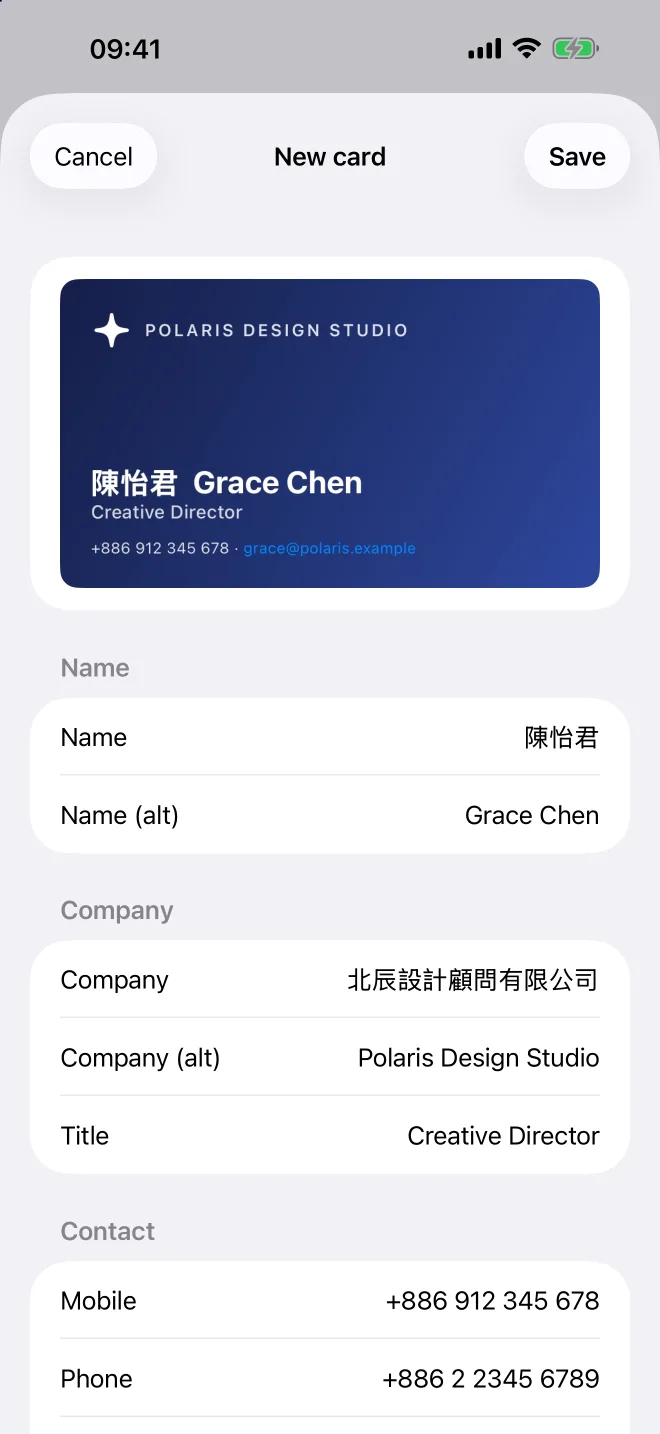 09:41
Cancel
New card
Save
POLARIS DESIGN STUDIO
陳怡君 Grace Chen
Creative Director
+886 912 345 678 · grace@polaris.example
Name
Name 陳怡君
Name (alt) Grace Chen
Company
Company 北辰設計顧問有限公司
Company (alt) Polaris Design Studio
Title Creative Director
Contact
Mobile +886 912 345 678
Phone +886 2 2345 6789